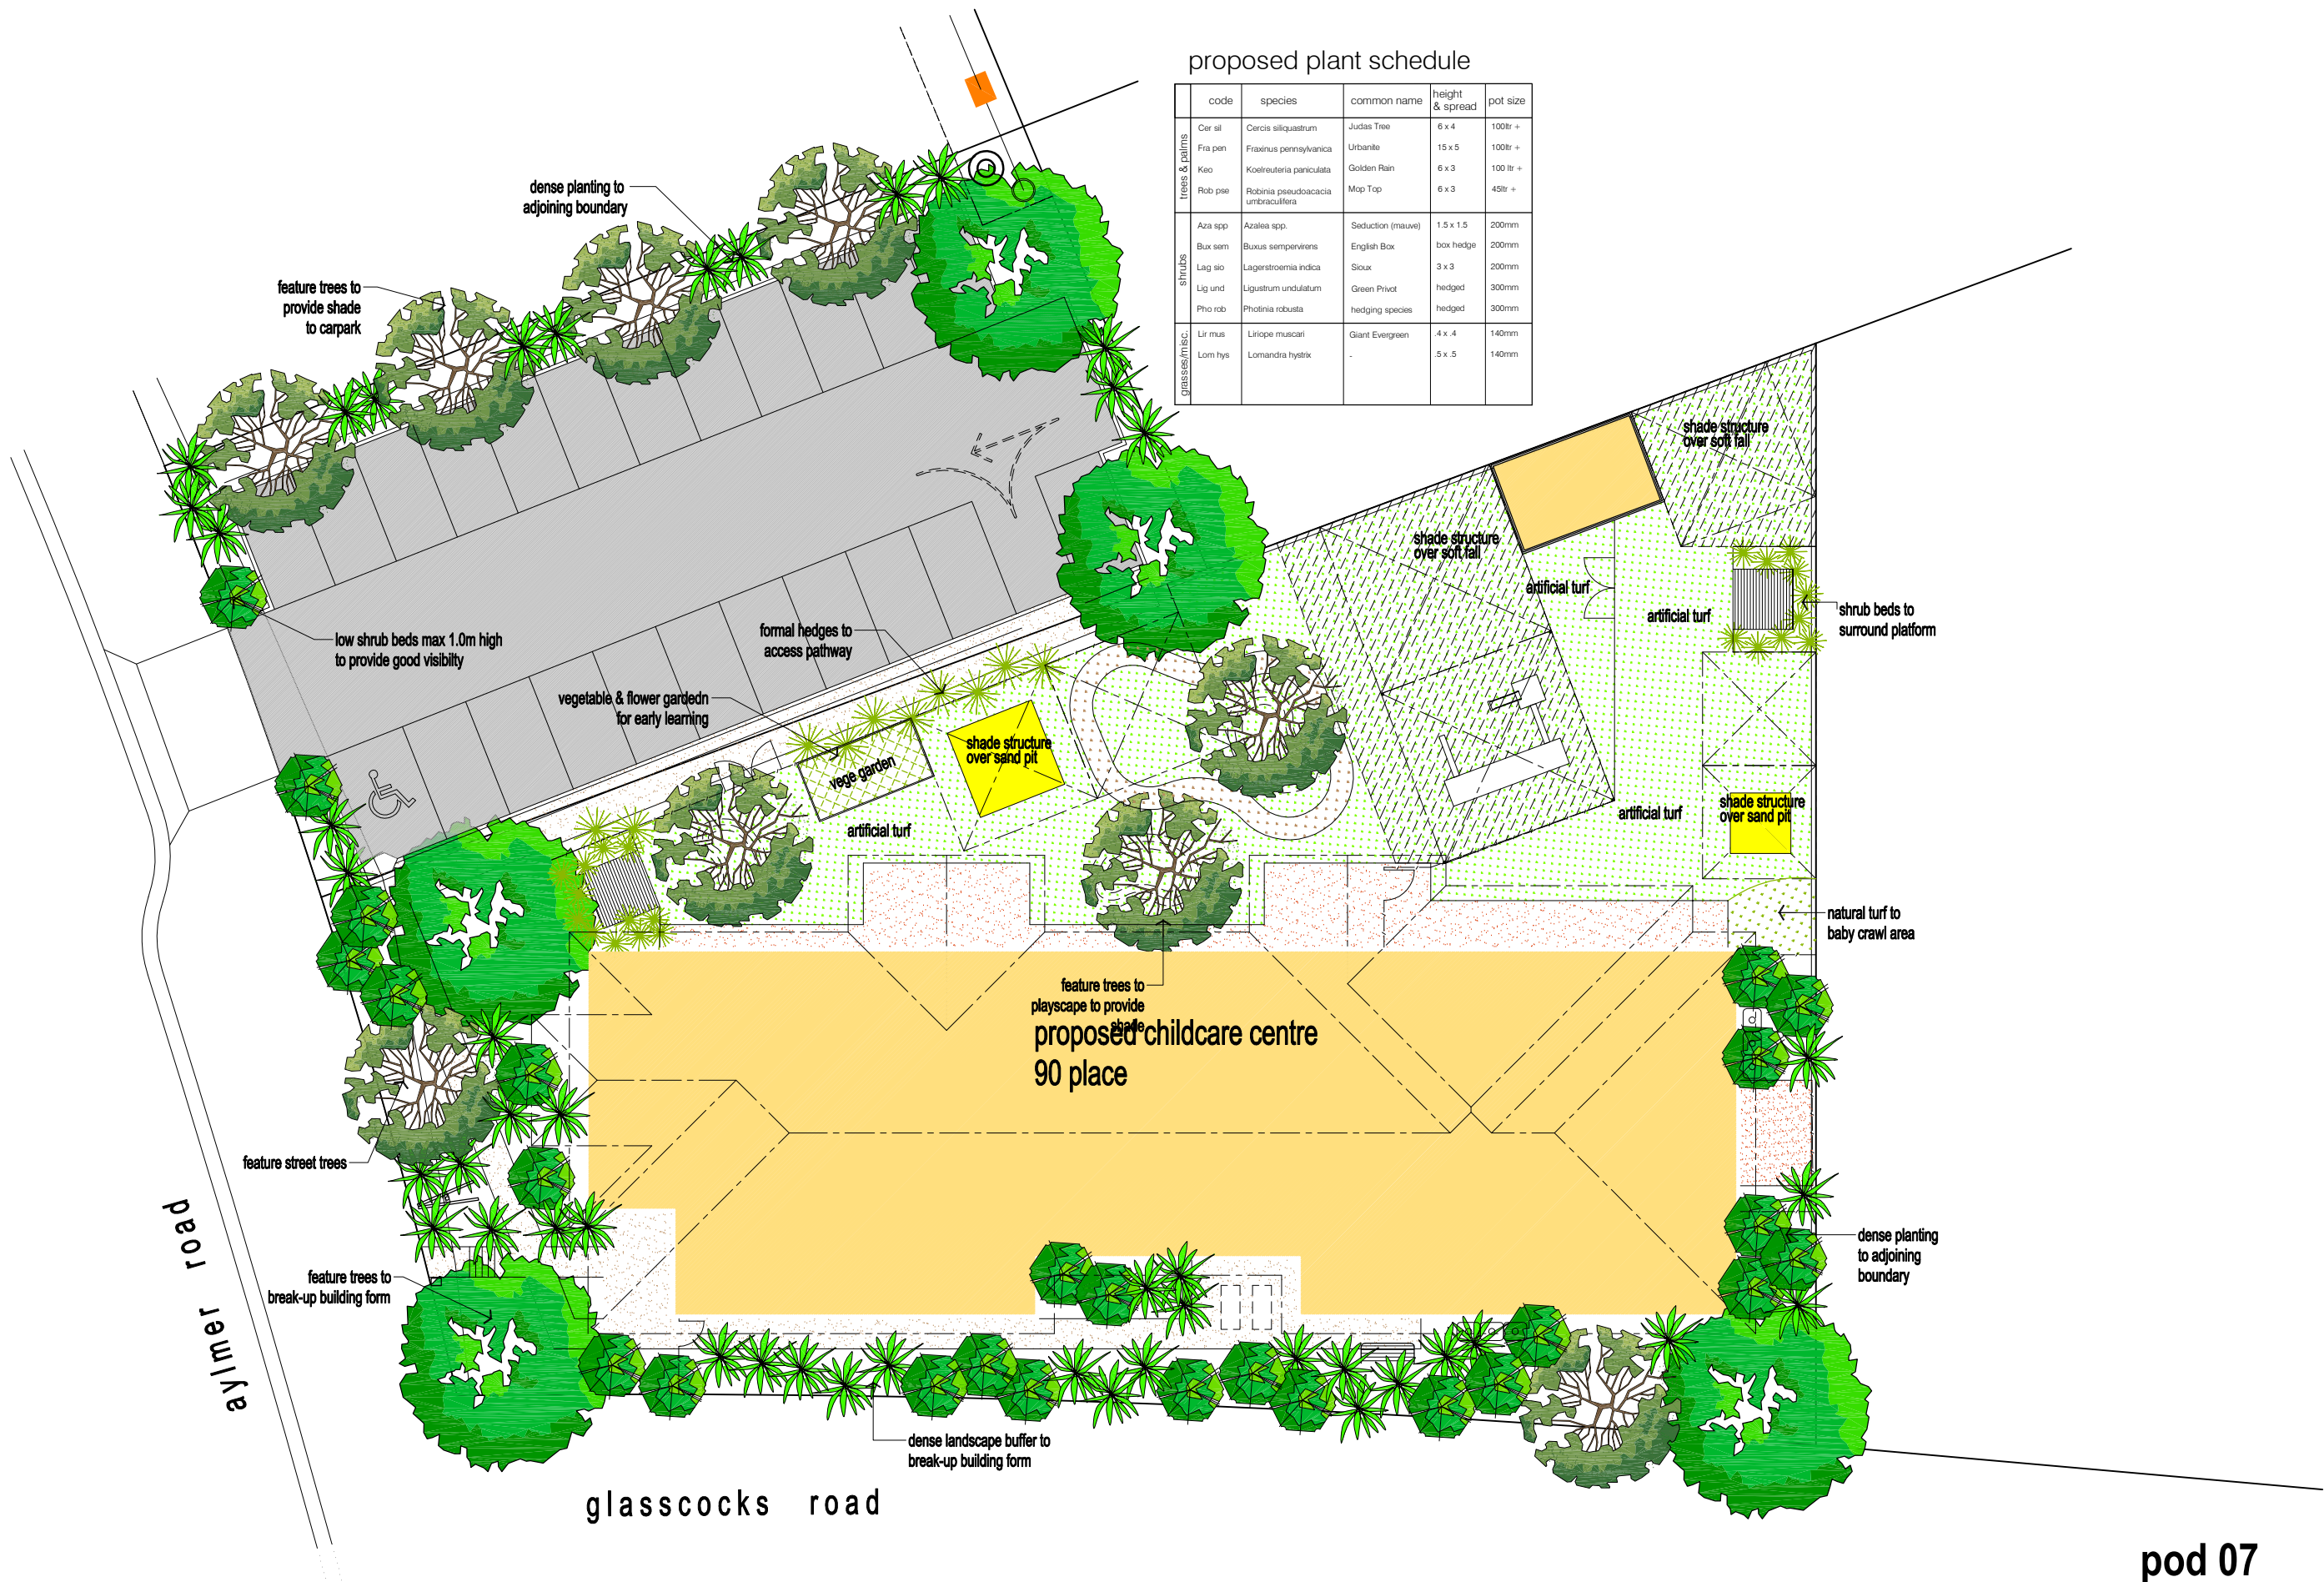 proposed plant schedule
code species common name height & spread pot size
trees & palms
Cer sil Cercis siliquastrum Judas Tree 6 x 4 100ltr +
Fra pen Fraxinus pennsylvanica Urbanite 15 x 5 100ltr +
Keo Koelreuteria paniculata Golden Rain 6 x 3 100 ltr +
Rob pse Robinia pseudoacacia umbraculifera Mop Top 6 x 3 45ltr +
shrubs
Aza spp Azalea spp. Seduction (mauve) 1.5 x 1.5 200mm
Bux sem Buxus sempervirens English Box box hedge 200mm
Lag sio Lagerstroemia indica Sioux 3 x 3 200mm
Lig und Ligustrum undulatum Green Privot hedged 300mm
Pho rob Photinia robusta hedging species hedged 300mm
grasses/misc.
Lir mus Liriope muscari Giant Evergreen .4 x .4 140mm
Lom hys Lomandra hystrix - .5 x .5 140mm
dense planting to
adjoining boundary
feature trees to
provide shade
to carpark
shade structure
over soft fall
shade structure
over soft fall
artificial turf
artificial turf
shrub beds to
surround platform
low shrub beds max 1.0m high
to provide good visibilty
formal hedges to
access pathway
vegetable & flower gardedn
for early learning
shade structure
over sand pit
vege garden
artificial turf
artificial turf
shade structure
over sand pit
natural turf to
baby crawl area
feature trees to
playscape to provide
shade
proposed childcare centre
90 place
feature street trees
aylmer road
feature trees to
break-up building form
dense planting
to adjoining
boundary
dense landscape buffer to
break-up building form
glasscocks road
pod 07